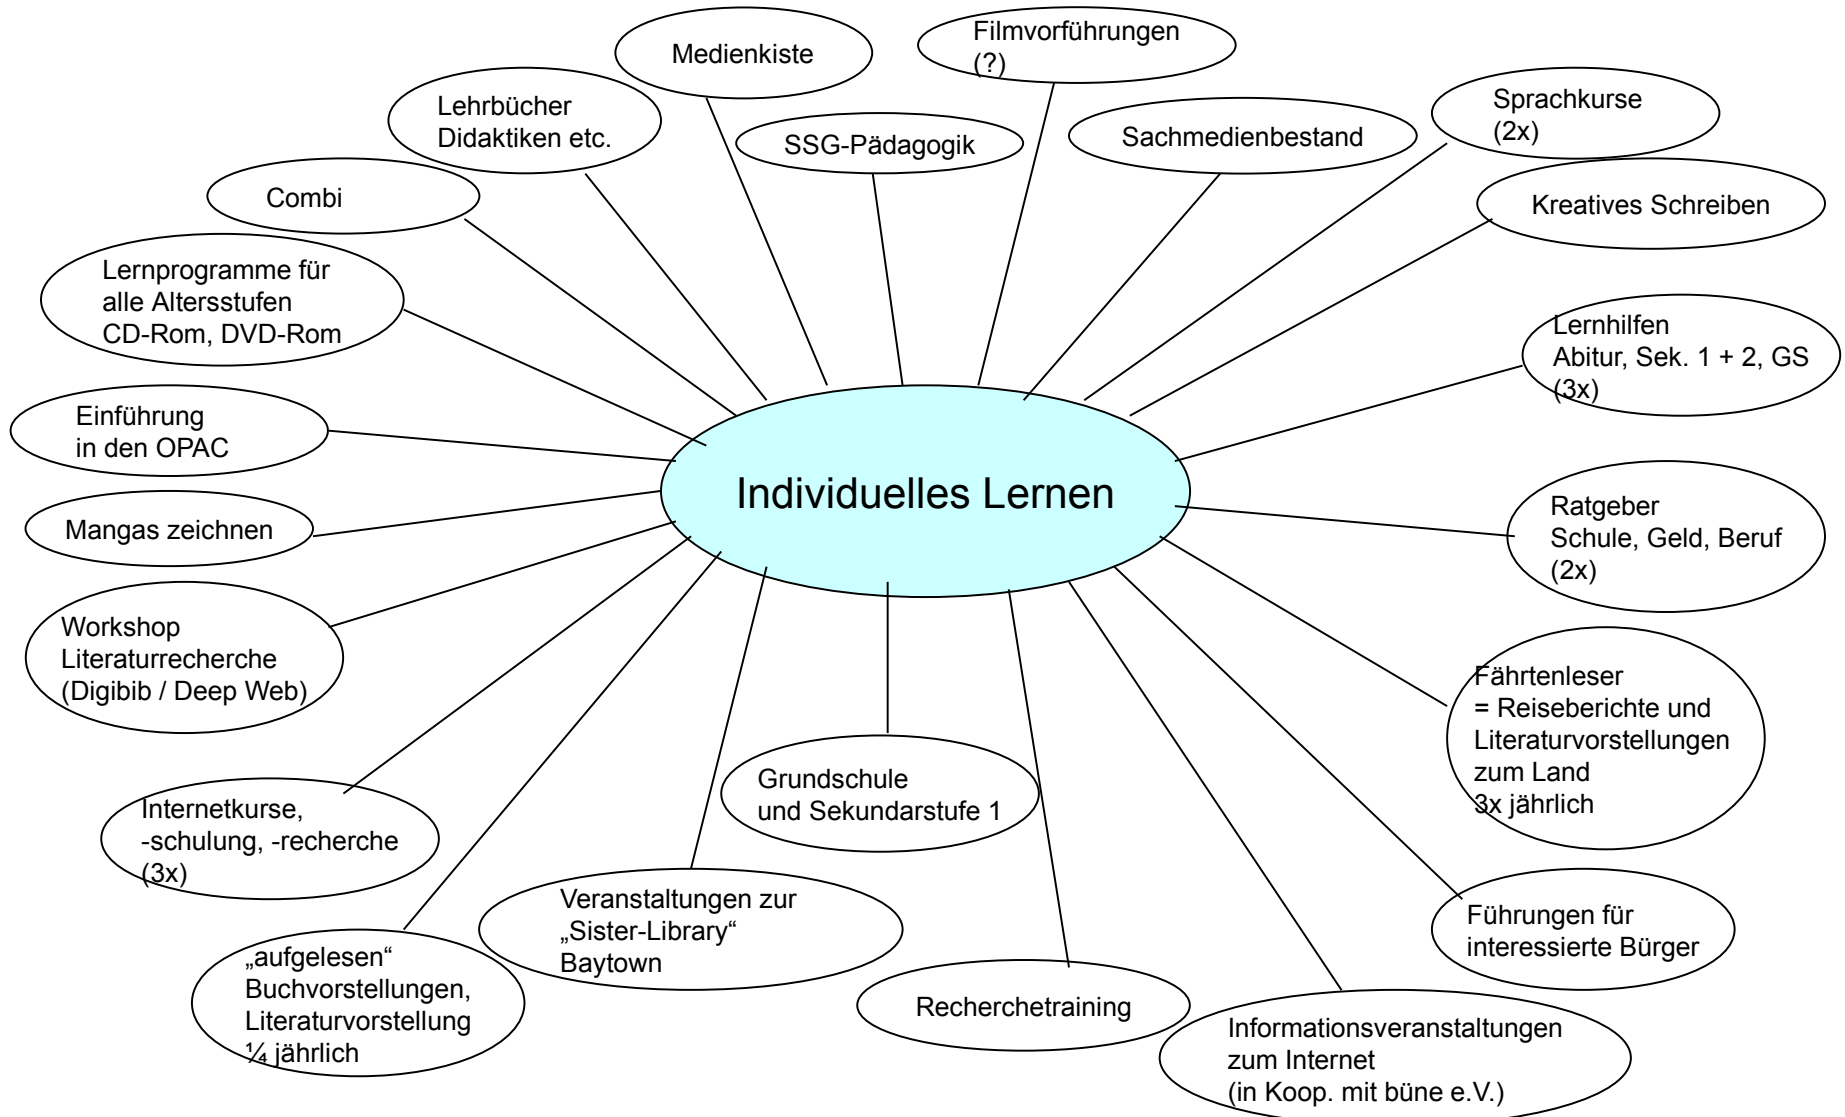 Medienkiste
Filmvorführungen
(?)
Lehrbücher
Didaktiken etc.
SSG-Pädagogik
Sachmedienbestand
Sprachkurse
(2x)
Combi
Kreatives Schreiben
Lernprogramme für
alle Altersstufen
CD-Rom, DVD-Rom
Lernhilfen
Abitur, Sek. 1 + 2, GS
(3x)
Einführung
in den OPAC
Individuelles Lernen
Mangas zeichnen
Ratgeber
Schule, Geld, Beruf
(2x)
Workshop
Literaturrecherche
(Digibib / Deep Web)
Fährtenleser
= Reiseberichte und
Literaturvorstellungen
zum Land
3x jährlich
Grundschule
und Sekundarstufe 1
Internetkurse,
-schulung, -recherche
(3x)
Veranstaltungen zur
„Sister-Library“
Baytown
Führungen für
interessierte Bürger
„aufgelesen“
Buchvorstellungen,
Literaturvorstellung
¼ jährlich
Recherchetraining
Informationsveranstaltungen
zum Internet
(in Koop. mit büne e.V.)